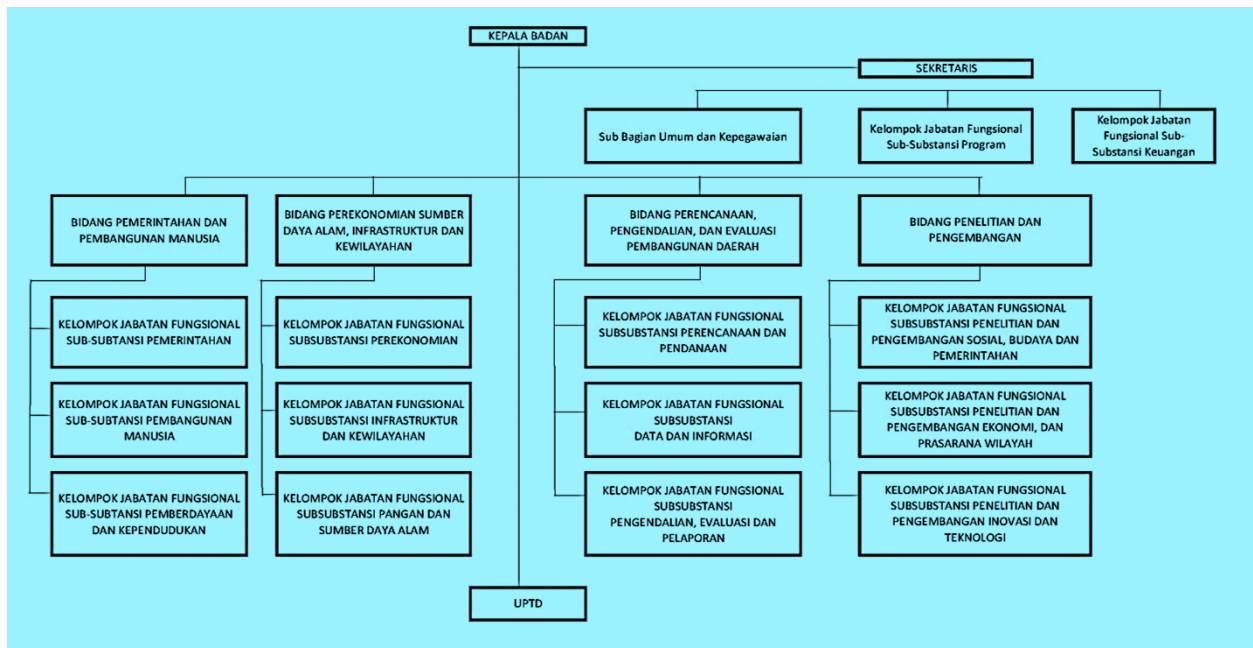 KEPALA BADAN
SEKRETARIS
Sub Bagian Umum dan Kepegawaian
Kelompok Jabatan Fungsional
Sub-Substansi Program
Kelompok Jabatan
Fungsional Sub-
Substansi Keuangan
BIDANG PEMERINTAHAN DAN
PEMBANGUNAN MANUSIA
BIDANG PEREKONOMIAN SUMBER
DAYA ALAM, INFRASTRUKTUR DAN
KEWILAYAHAN
BIDANG PERENCANAAN,
PENGENDALIAN, DAN EVALUASI
PEMBANGUNAN DAERAH
BIDANG PENELITIAN DAN
PENGEMBANGAN
KELOMPOK JABATAN FUNGSIONAL
SUB-SUBTANSI PEMERINTAHAN
KELOMPOK JABATAN FUNGSIONAL
SUBSUBSTANSI PEREKONOMIAN
KELOMPOK JABATAN FUNGSIONAL
SUBSUBSTANSI PERENCANAAN DAN
PENDANAAN
KELOMPOK JABATAN FUNGSIONAL
SUBSUBSTANSI PENELITIAN DAN
PENGEMBANGAN SOSIAL, BUDAYA DAN
PEMERINTAHAN
KELOMPOK JABATAN FUNGSIONAL
SUB-SUBTANSI PEMBANGUNAN
MANUSIA
KELOMPOK JABATAN FUNGSIONAL
SUBSUBSTANSI INFRASTRUKTUR
DAN KEWILAYAHAN
KELOMPOK JABATAN FUNGSIONAL
SUBSUBSTANSI
DATA DAN INFORMASI
KELOMPOK JABATAN FUNGSIONAL
SUBSUBSTANSI PENELITIAN DAN
PENGEMBANGAN EKONOMI, DAN
PRASARANA WILAYAH
KELOMPOK JABATAN FUNGSIONAL
SUB-SUBTANSI PEMBERDAYAAN
DAN KEPENDUDUKAN
KELOMPOK JABATAN FUNGSIONAL
SUBSUBSTANSI PANGAN DAN
SUMBER DAYA ALAM
KELOMPOK JABATAN FUNGSIONAL
SUBSUBSTANSI
PENGENDALIAN, EVALUASI DAN
PELAPORAN
KELOMPOK JABATAN FUNGSIONAL
SUBSUBSTANSI PENELITIAN DAN
PENGEMBANGAN INOVASI DAN
TEKNOLOGI
UPTD